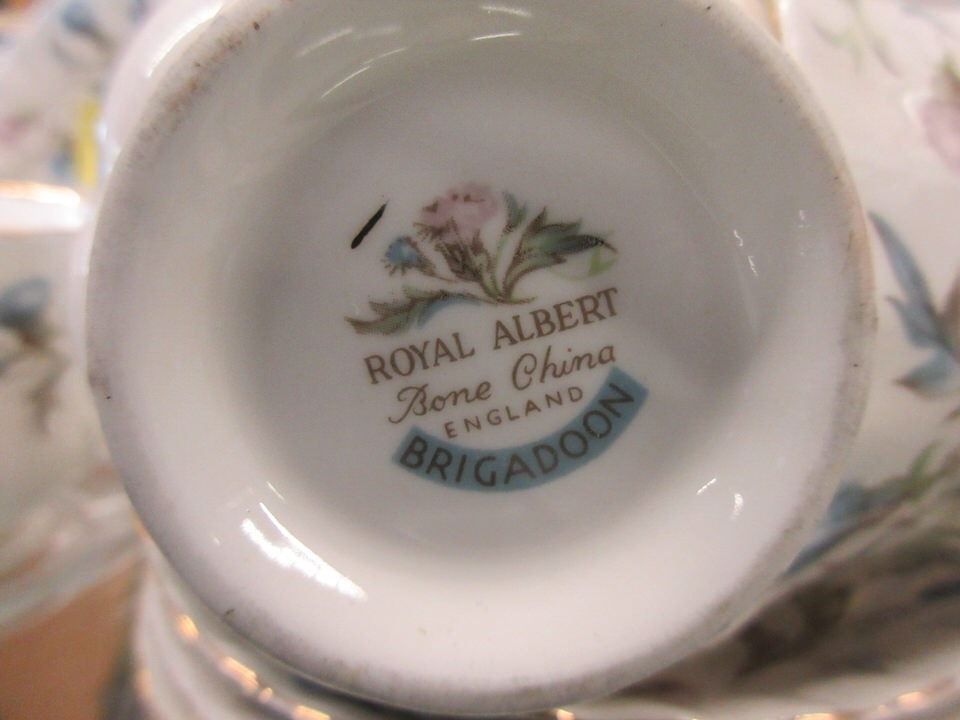 ROYAL ALBERT
Bone China
ENGLAND
BRIGADOON